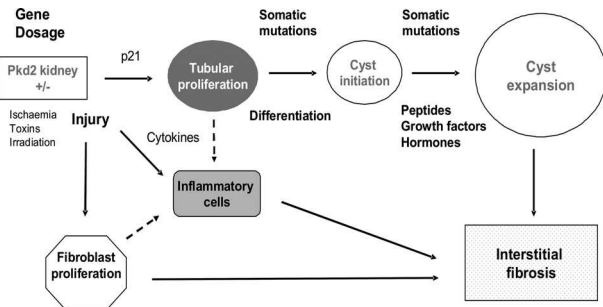 Gene
Dosage
Pkd2 kidney
+/-
Ischaemia
Toxins
Irradiation
Injury
p21
Tubular
proliferation
Cytokines
Somatic
mutations
Differentiation
Cyst
initiation
Somatic
mutations
Peptides
Growth factors
Hormones
Cyst
expansion
Inflammatory
cells
Fibroblast
proliferation
Interstitial
fibrosis